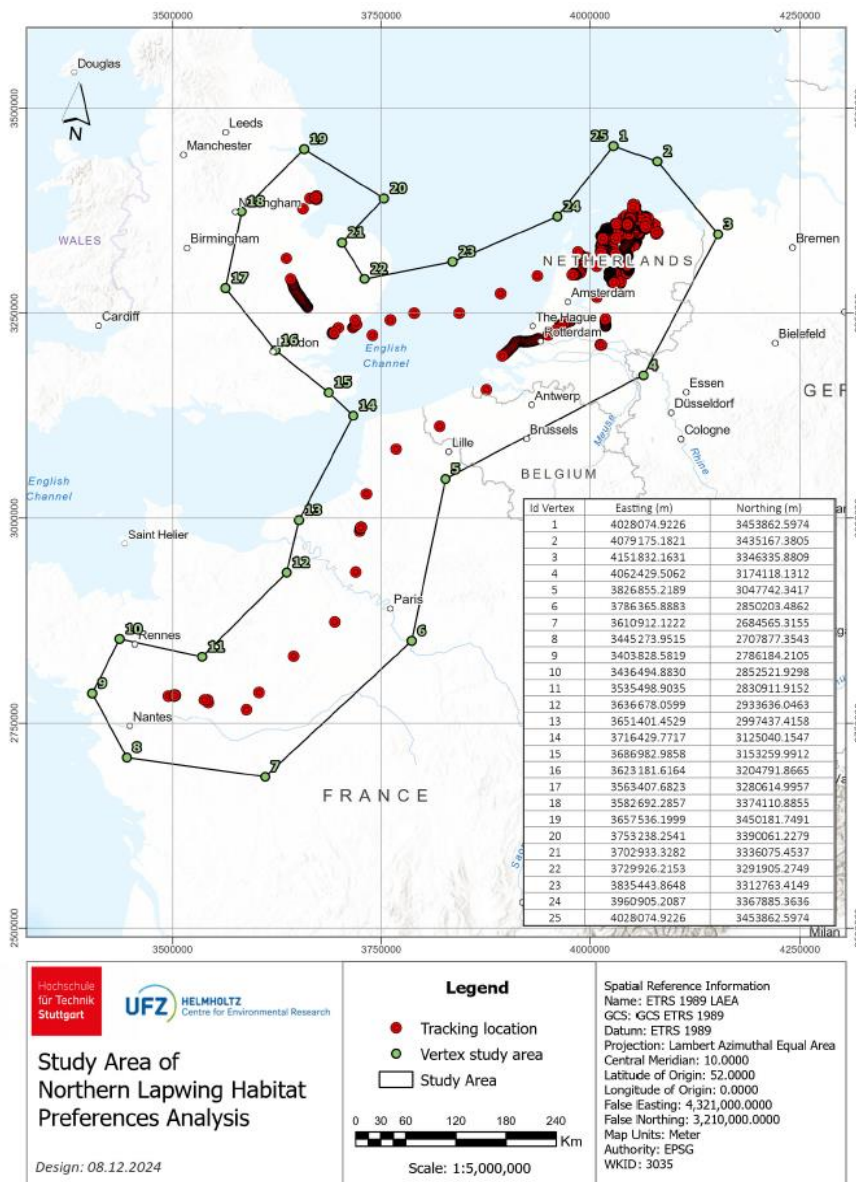 3500000 3750000 4000000 4250000
Douglas
3500000
N
Leeds
Manchester
19
25 1
2
20
18 Nottingham
24
3
WALES
Birmingham
21
22
23
NETHERLANDS
Bremen
17
Amsterdam
3250000
Cardiff
The Hague
Rotterdam
Bielefeld
English
Channel
16
London
15
14
4
Essen
Düsseldorf
GER
Antwerp
Cologne
Brussels
Meuse
Rhine
Lille
5
BELGIUM
English
Channel
13
3000000
Saint Helier
12
Paris
6
10
Rennes
11
9
Nantes
8
7
2750000
FRANCE
2500000
Milan
3500000 3750000 4000000 4250000
Id Vertex Easting (m) Northing (m)
1 4028074.9226 3453862.5974
2 4079175.1821 3435167.3805
3 4151832.1631 3346335.8809
4 4062429.5062 3174118.1312
5 3826855.2189 3047742.3417
6 3786365.8883 2850203.4862
7 3610912.1222 2684565.3155
8 3445273.9515 2707877.3543
9 3403828.5819 2786184.2105
10 3436494.8830 2852521.9298
11 3535498.9035 2830911.9152
12 3636678.0599 2933636.0463
13 3651401.4529 2997437.4158
14 3716429.7717 3125040.1547
15 3686982.9858 3153259.9912
16 3623181.6164 3204791.8665
17 3563407.6823 3280614.9957
18 3582692.2857 3374110.8855
19 3657536.1999 3450181.7491
20 3753238.2541 3390061.2279
21 3702933.3282 3336075.4537
22 3729926.2153 3291905.2749
23 3835443.8648 3312763.4149
24 3960905.2087 3367885.3636
25 4028074.9226 3453862.5974
Hochschule
für Technik
Stuttgart
UFZ HELMHOLTZ
Centre for Environmental Research
Study Area of
Northern Lapwing Habitat
Preferences Analysis
Design: 08.12.2024
Legend
Tracking location
Vertex study area
Study Area
0 30 60 120 180 240
Km
Scale: 1:5,000,000
Spatial Reference Information
Name: ETRS 1989 LAEA
GCS: GCS ETRS 1989
Datum: ETRS 1989
Projection: Lambert Azimuthal Equal Area
Central Meridian: 10.0000
Latitude of Origin: 52.0000
Longitude of Origin: 0.0000
False Easting: 4,321,000.0000
False Northing: 3,210,000.0000
Map Units: Meter
Authority: EPSG
WKID: 3035